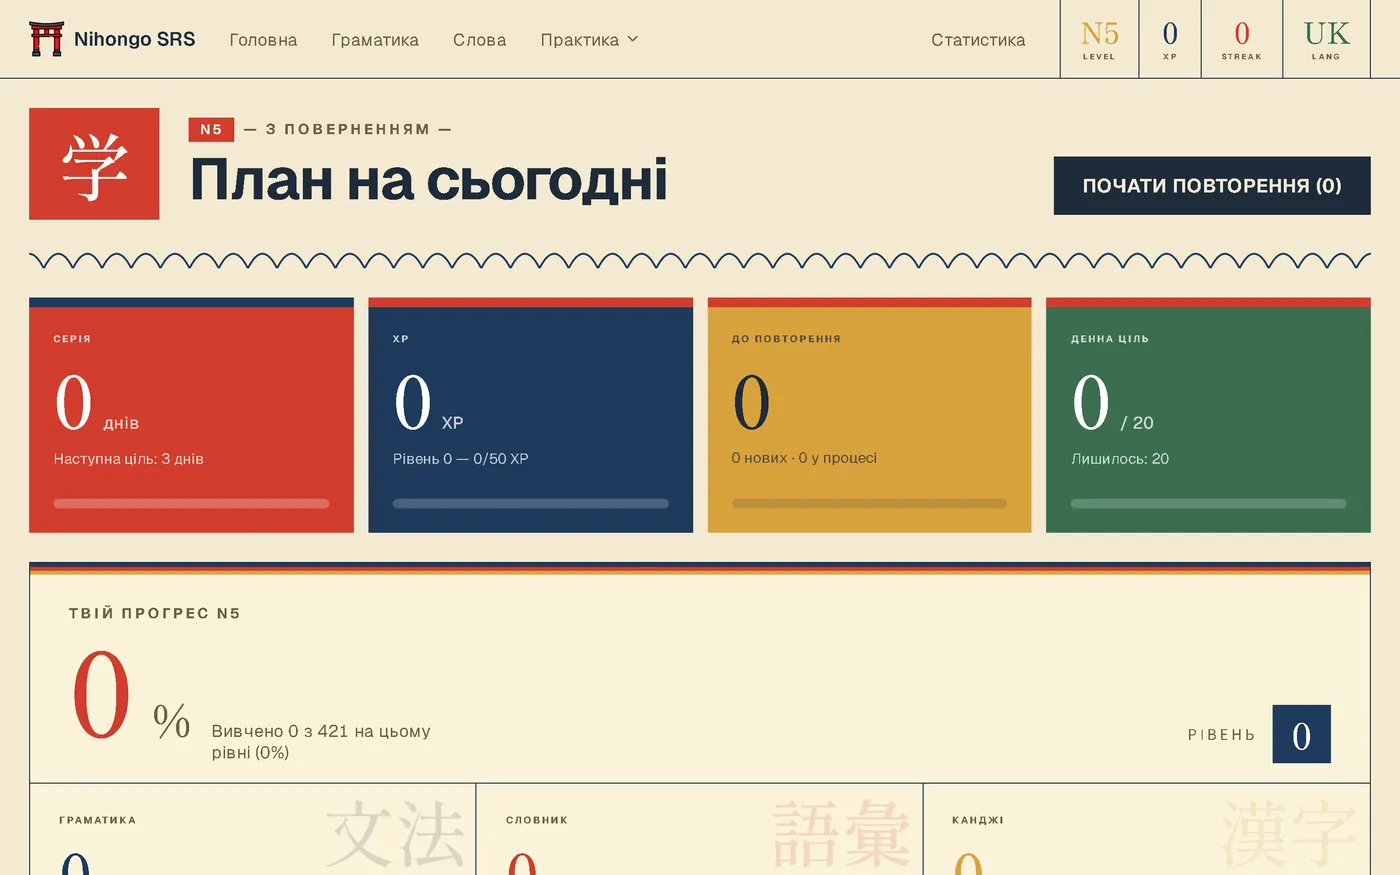 Nihongo SRS
Головна
Граматика
Слова
Практика
Статистика
N5
LEVEL
0
XP
0
STREAK
UK
LANG
学
N5
— З ПОВЕРНЕННЯМ —
План на сьогодні
ПОЧАТИ ПОВТОРЕННЯ (0)
СЕРІЯ
0 днів
Наступна ціль: 3 днів
XP
0 XP
Рівень 0 — 0/50 XP
ДО ПОВТОРЕННЯ
0
0 нових · 0 у процесі
ДЕННА ЦІЛЬ
0 / 20
Лишилось: 20
ТВІЙ ПРОГРЕС N5
0 %
Вивчено 0 з 421 на цьому
рівні (0%)
РІВЕНЬ
0
ГРАМАТИКА
文法
0
СЛОВНИК
語彙
0
КАНДЖІ
漢字
0